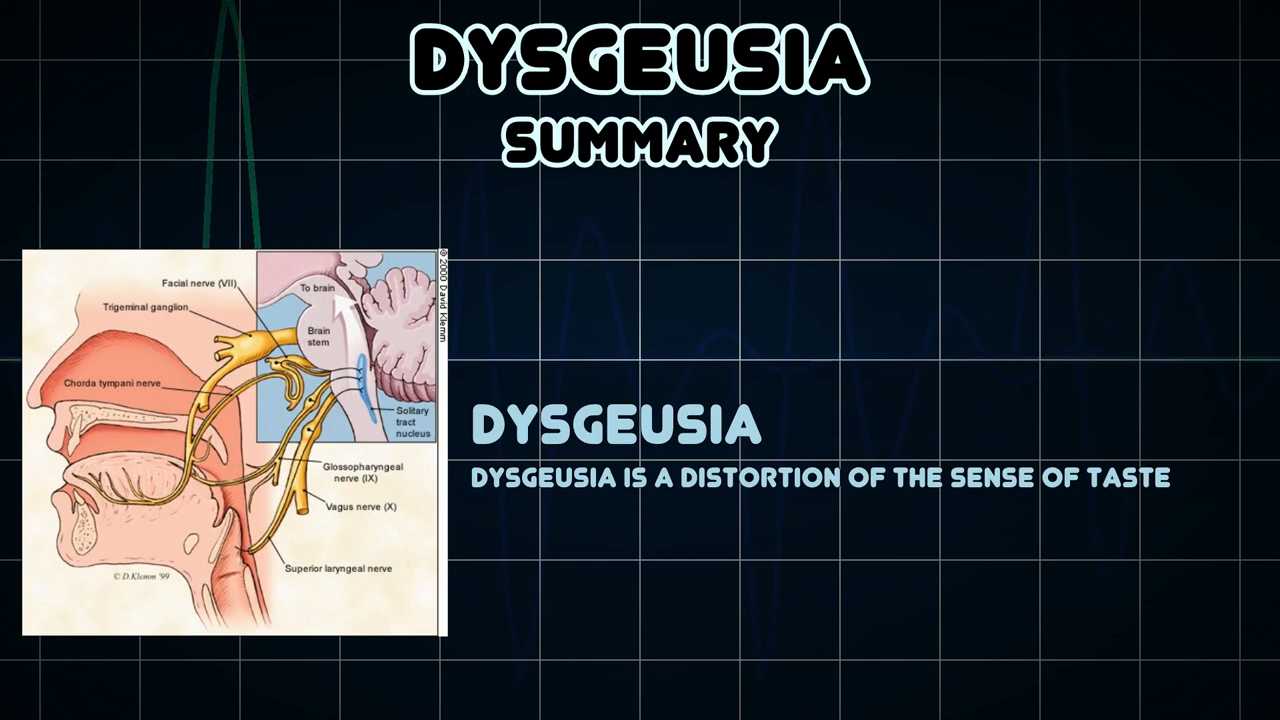 DYSGEUSIA
SUMMARY
Facial nerve (VII)
To brain
Trigeminal ganglion
Brain
stem
Chorda tympani nerve
Solitary
tract
nucleus
Glossopharyngeal
nerve (IX)
Vagus nerve (X)
Superior laryngeal nerve
© D.Klemm '99
© 2000 David Klemm
DYSGEUSIA
DYSGEUSIA IS A DISTORTION OF THE SENSE OF TASTE